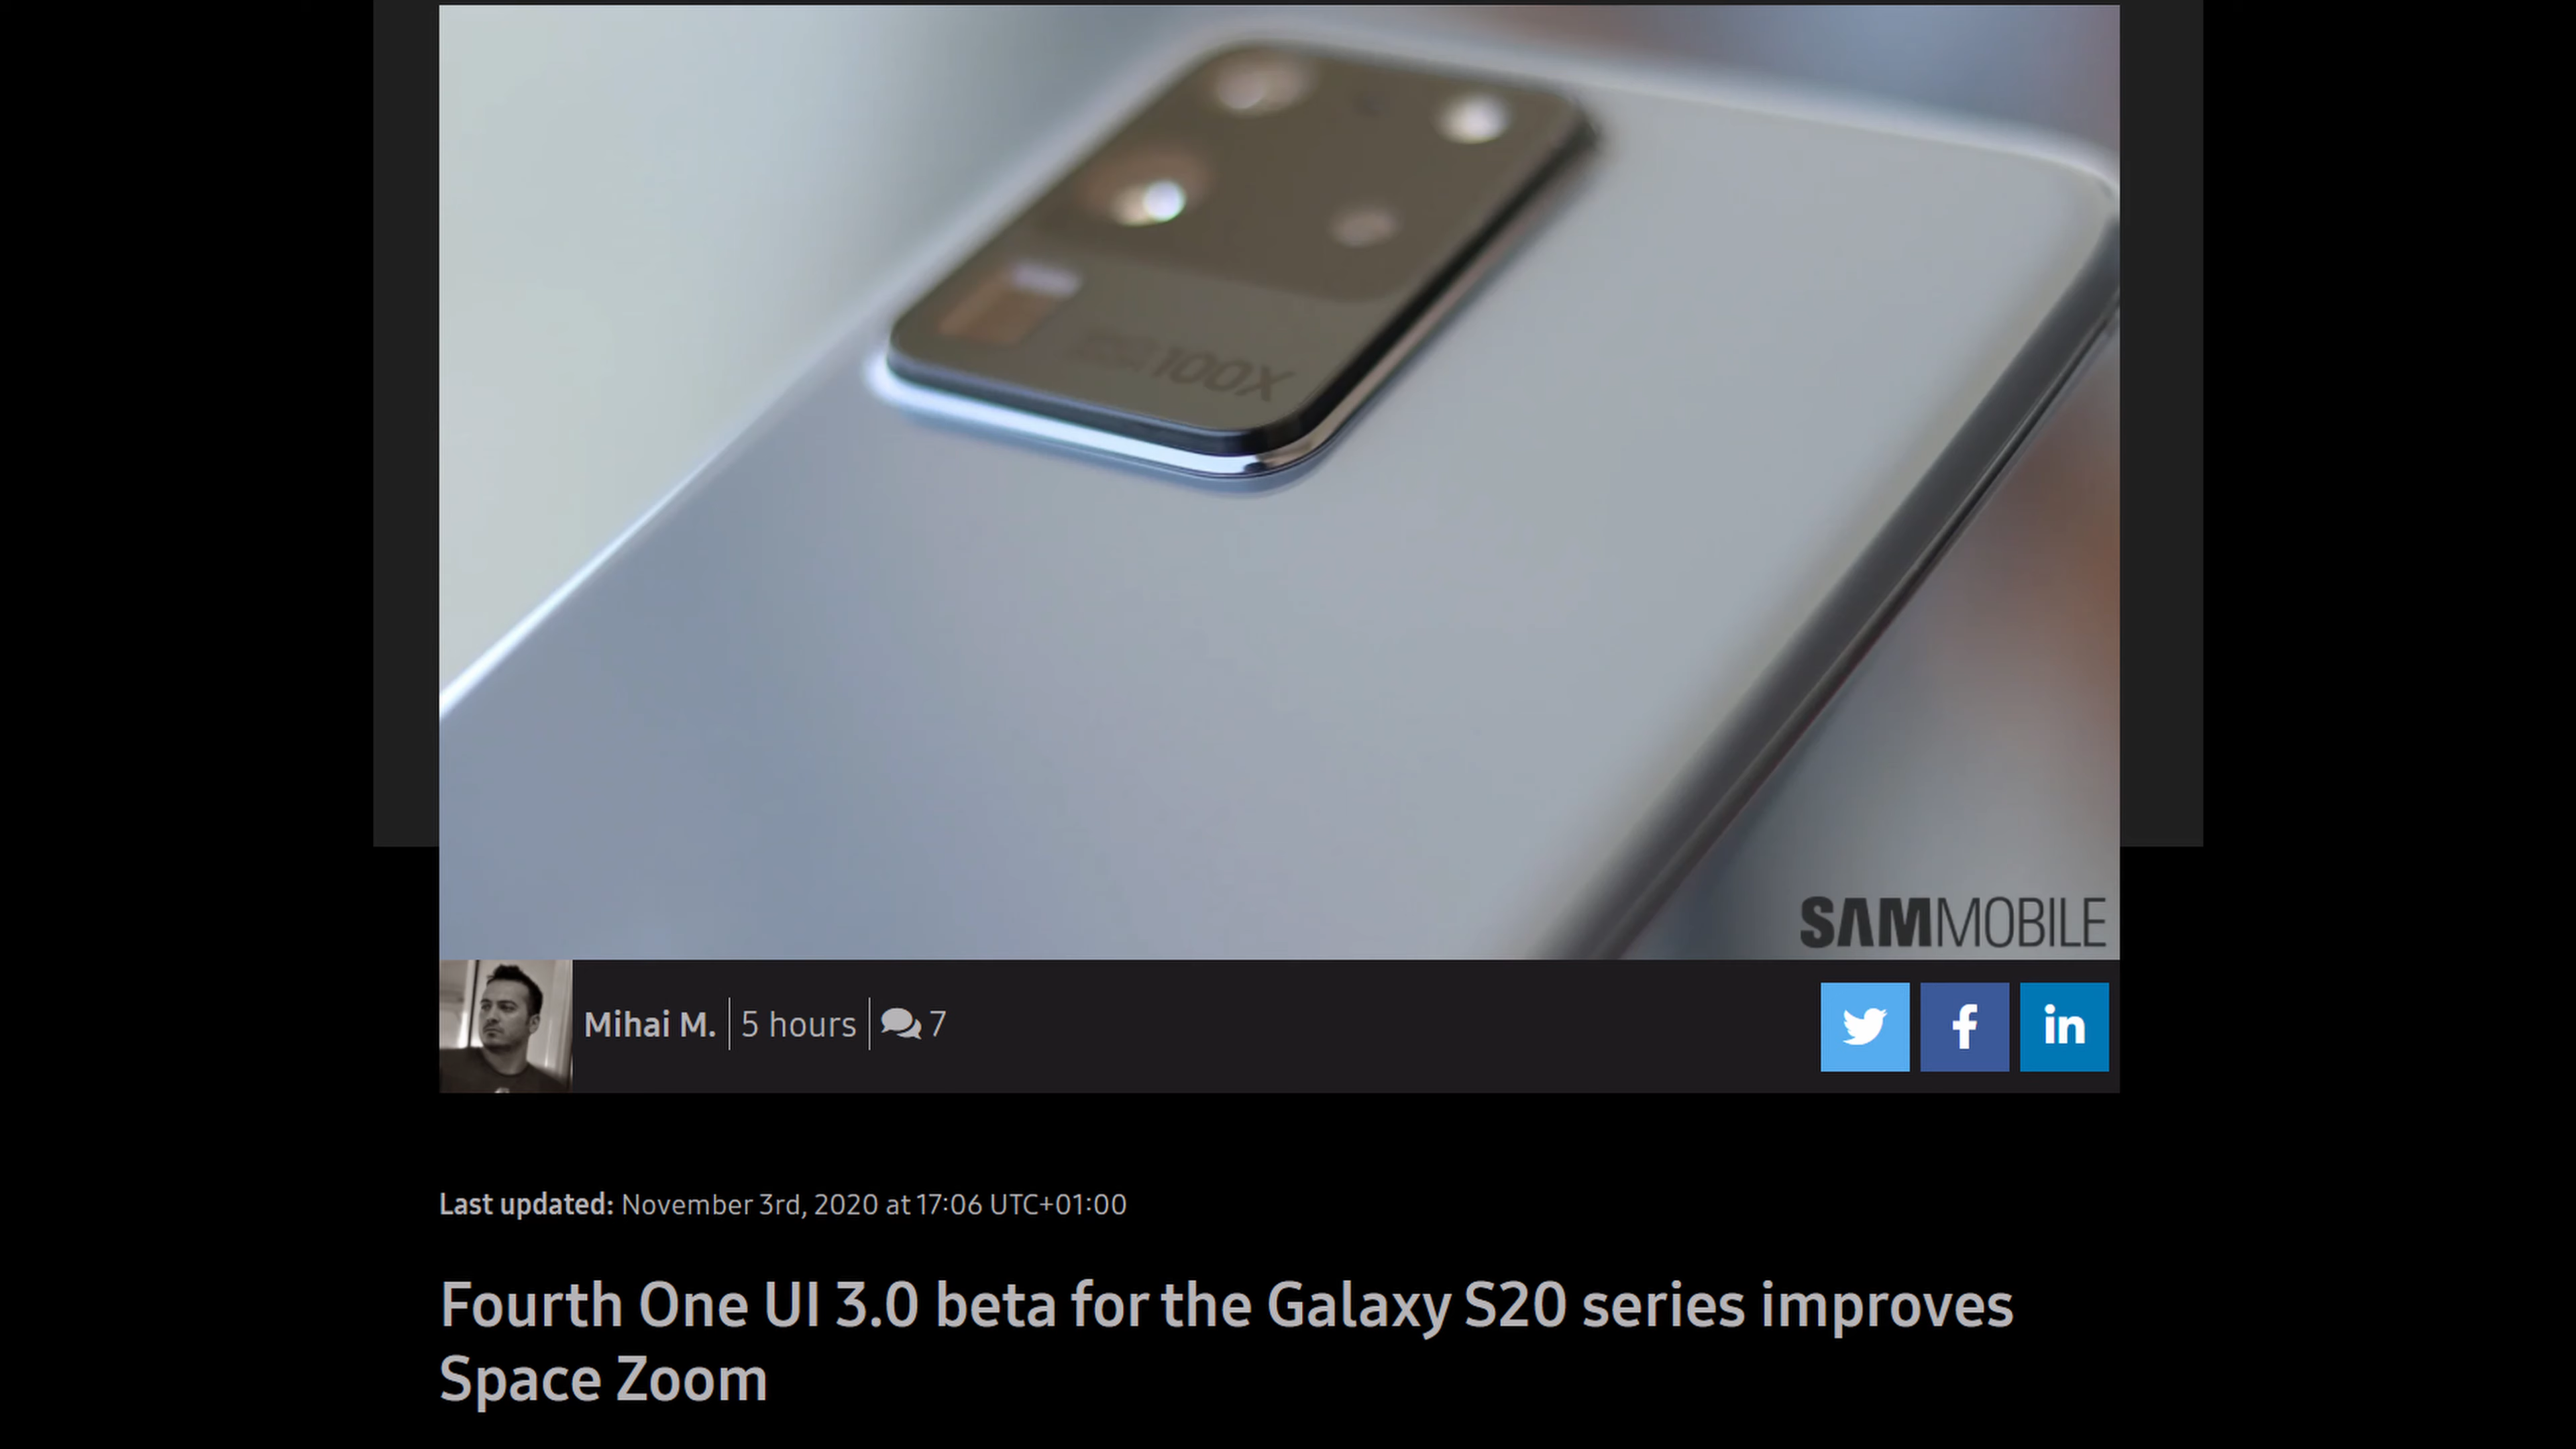 100X
SAMMOBILE
Mihai M. 5 hours 7
in
Last updated: November 3rd, 2020 at 17:06 UTC+01:00
Fourth One UI 3.0 beta for the Galaxy S20 series improves
Space Zoom